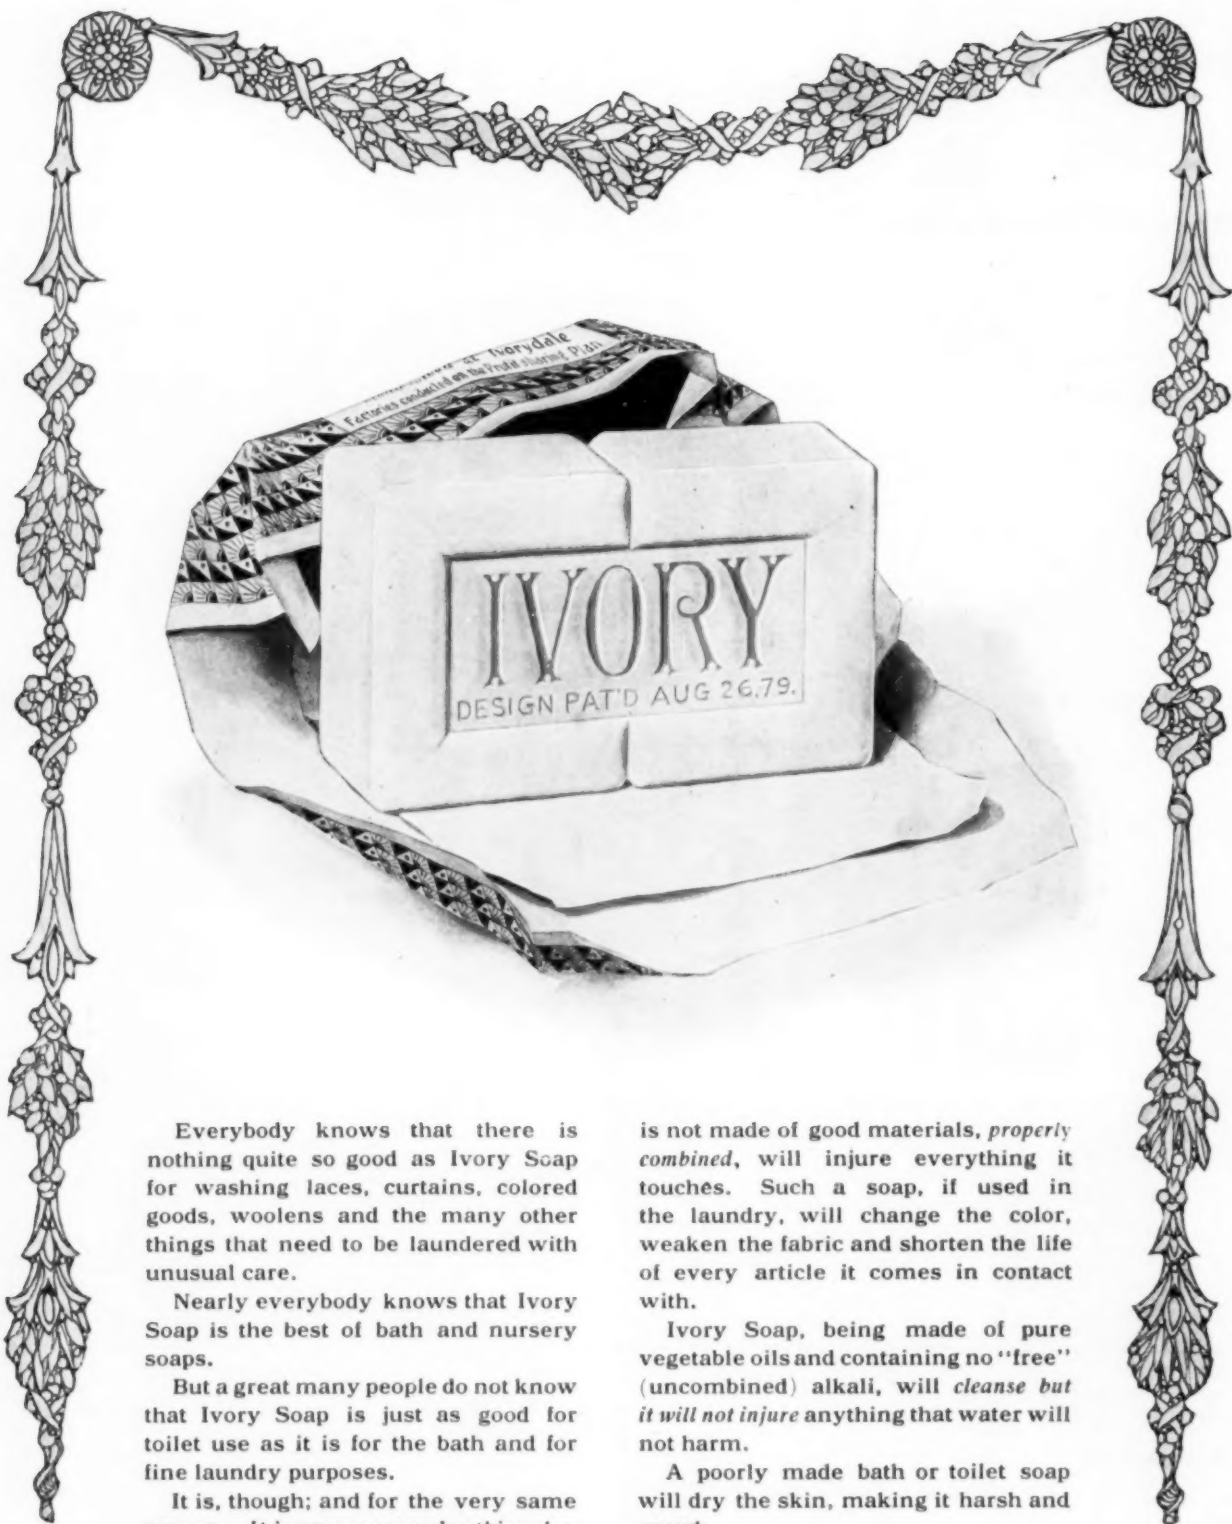 at Ivorydale
Factories conducted on the Profit sharing Plan
IVORY
DESIGN PAT'D AUG 26.79.
Everybody knows that there is
nothing quite so good as Ivory Soap
for washing laces, curtains, colored
goods, woolens and the many other
things that need to be laundered with
unusual care.
Nearly everybody knows that Ivory
Soap is the best of bath and nursery
soaps.
But a great many people do not know
that Ivory Soap is just as good for
toilet use as it is for the bath and for
fine laundry purposes.
It is, though; and for the very same
is not made of good materials, properly
combined, will injure everything it
touches. Such a soap, if used in
the laundry, will change the color,
weaken the fabric and shorten the life
of every article it comes in contact
with.
Ivory Soap, being made of pure
vegetable oils and containing no "free"
(uncombined) alkali, will cleanse but
it will not injure anything that water will
not harm.
A poorly made bath or toilet soap
will dry the skin, making it harsh and